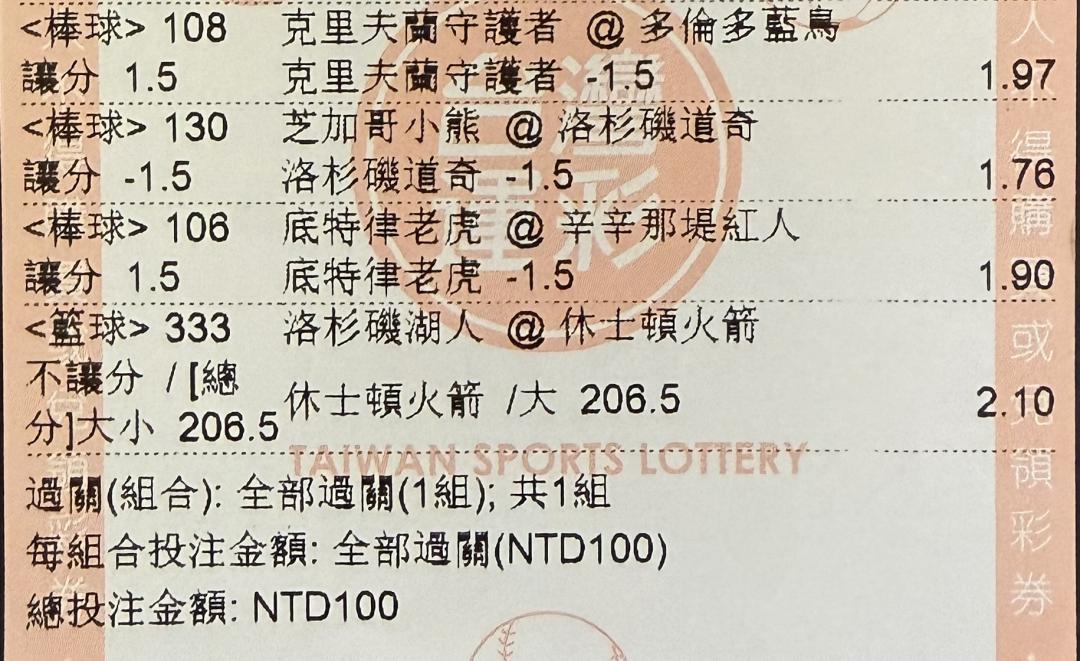 <棒球> 108 克里夫蘭守護者 @ 多倫多藍鳥
讓分 1.5 克里夫蘭守護者 -1.5 1.97
<棒球> 130 芝加哥小熊 @ 洛杉磯道奇
讓分 -1.5 洛杉磯道奇 -1.5 1.76
<棒球> 106 底特律老虎 @ 辛辛那堤紅人
讓分 1.5 底特律老虎 -1.5 1.90
<籃球> 333 洛杉磯湖人 @ 休士頓火箭
不讓分 / [總
分]大小 206.5 休士頓火箭 /大 206.5 2.10
TAIWAN SPORTS LOTTERY
過關(組合): 全部過關(1組); 共1組
每組合投注金額: 全部過關(NTD100)
總投注金額: NTD100